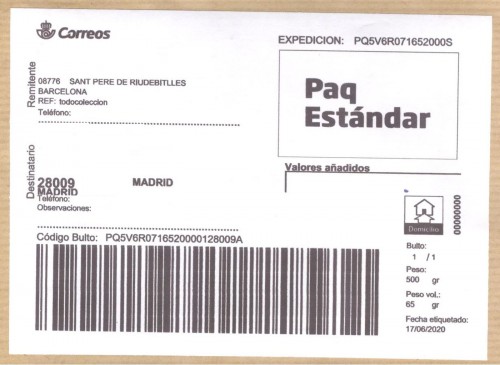 Correos
EXPEDICION: PQ5V6R071652000S
Remitente
08776 SANT PERE DE RIUDEBITLLES
BARCELONA
REF: todocoleccion
Teléfono:
Paq
Estándar
Valores añadidos
Destinatario
28009 MADRID
MADRID
Teléfono:
Observaciones:
Domicilio
00000000
Código Bulto: PQ5V6R0716520000128009A
Bulto:
1 / 1
Peso:
500 gr
Peso vol.:
65 gr
Fecha etiquetado:
17/06/2020